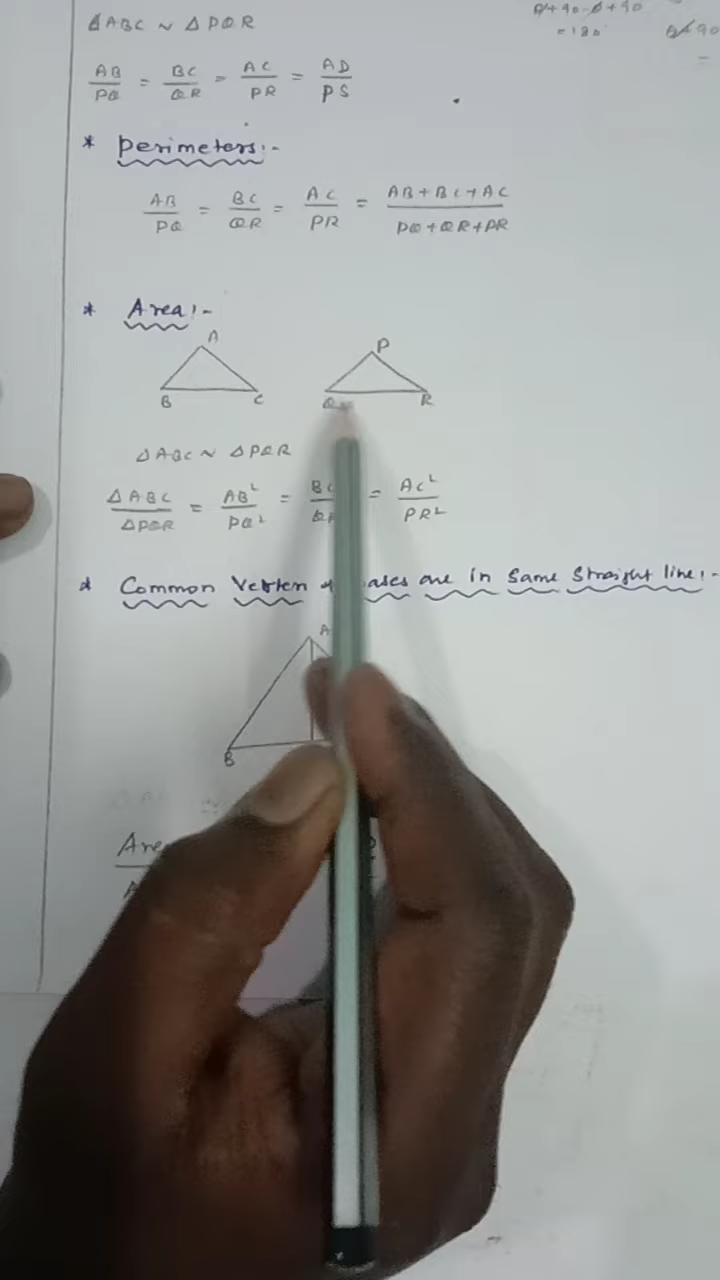 ΔABC ~ ΔPQR
AB/PQ = BC/QR = AC/PR = AD/PS
* Perimeters:-
AB/PQ = BC/QR = AC/PR = AB+BC+AC/PQ+QR+PR
* Area:-
A
P
B C
R
ΔABC ~ ΔPQR
ΔABC/ΔPQR = AB²/PQ² = = AC²/PR²
* Common Vertex are in Same Straight line:-
A
B
= 180